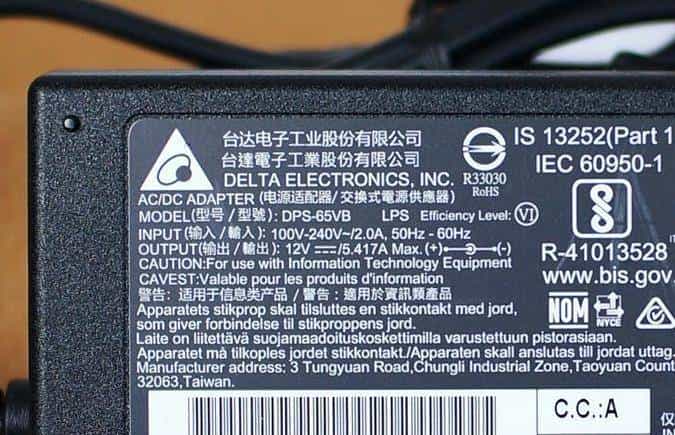 台达电子工业股份有限公司
台達電子工業股份有限公司
DELTA ELECTRONICS, INC.
R33030
RoHS
IS 13252(Part 1
IEC 60950-1
AC/DC ADAPTER (电源适配器/ 交換式電源供應器)
MODEL(型号 / 型號): DPS-65VB LPS Efficiency Level: VI
INPUT (输入 / 輸入): 100V-240V~/2.0A, 50Hz - 60Hz
OUTPUT(输出 / 輸出): 12V⎓/5.417A Max. (+) (-)
R-41013528
CAUTION:For use with Information Technology Equipment
www.bis.gov.
CAVEST:Valable pour les produits d'information
警告: 适用于信息类产品 / 警告: 適用於資訊類產品
NOM
NYCE
Apparatets stikprop skal tilsluttes en stikkontakt med jord,
som giver forbindelse til stikproppens jord.
Laite on liitettävä suojamaadoituskoskettimilla varustettuun pistorasiaan.
Apparatet må tilkoples jordet stikkontakt./Apparaten skall anslutas till jordat uttag.
Manufacturer address: 3 Tungyuan Road,Chungli Industrial Zone,Taoyuan Count
32063,Taiwan.
C.C.:A
仅
IN